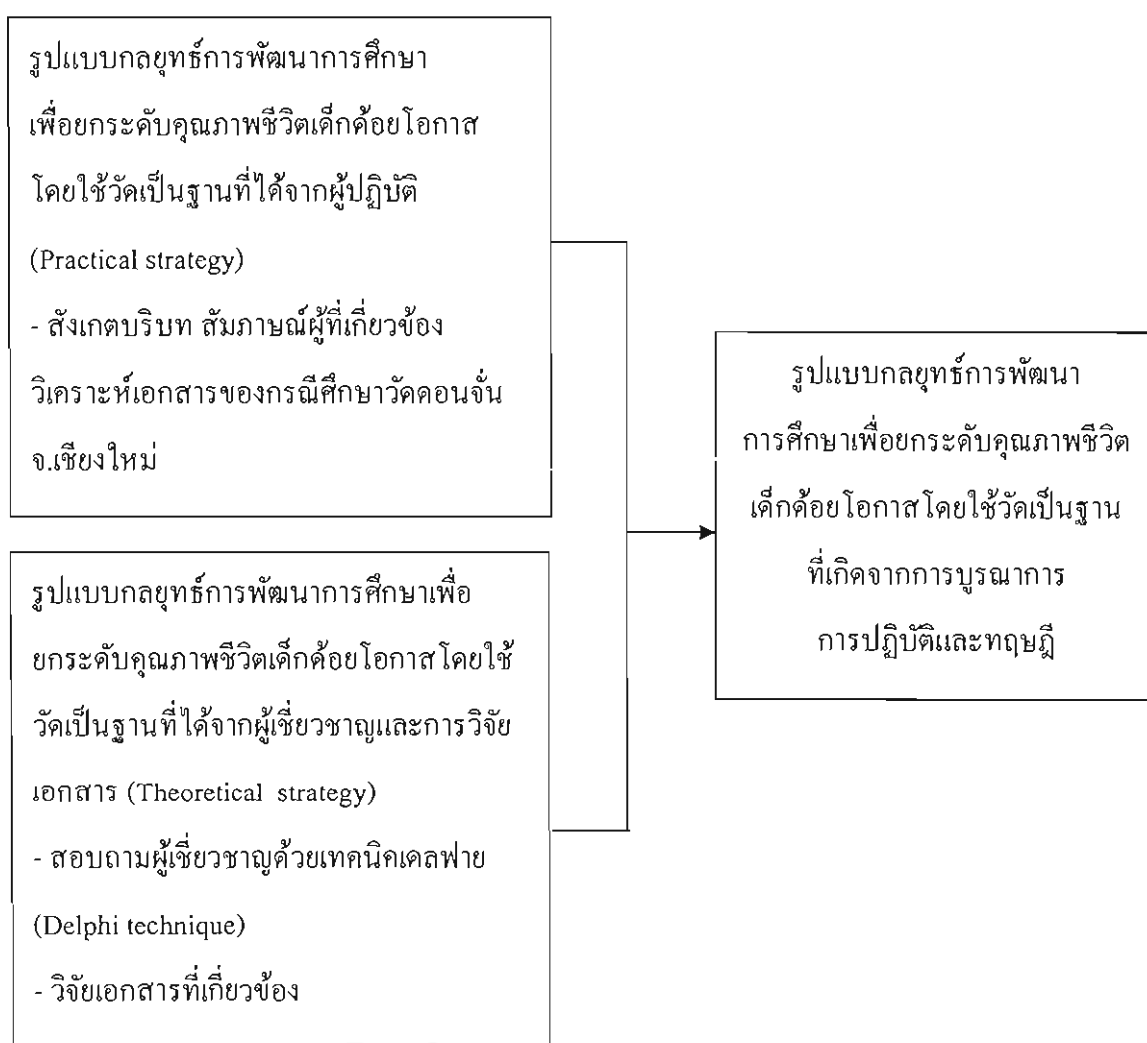 รูปแบบกลยุทธ์การพัฒนาการศึกษา
เพื่อยกระดับคุณภาพชีวิตเด็กด้อยโอกาส
โดยใช้วัดเป็นฐานที่ได้จากผู้ปฏิบัติ
(Practical strategy)
- สังเกตบริบท สัมภาษณ์ผู้ที่เกี่ยวข้อง
วิเคราะห์เอกสารของกรณีศึกษาวัดดอนจั่น
จ.เชียงใหม่
รูปแบบกลยุทธ์การพัฒนาการศึกษาเพื่อ
ยกระดับคุณภาพชีวิตเด็กด้อยโอกาสโดยใช้
วัดเป็นฐานที่ได้จากผู้เชี่ยวชาญและการวิจัย
เอกสาร (Theoretical strategy)
- สอบถามผู้เชี่ยวชาญด้วยเทคนิคเดลฟาย
(Delphi technique)
- วิจัยเอกสารที่เกี่ยวข้อง
รูปแบบกลยุทธ์การพัฒนา
การศึกษาเพื่อยกระดับคุณภาพชีวิต
เด็กด้อยโอกาสโดยใช้วัดเป็นฐาน
ที่เกิดจากการบูรณาการ
การปฏิบัติและทฤษฎี